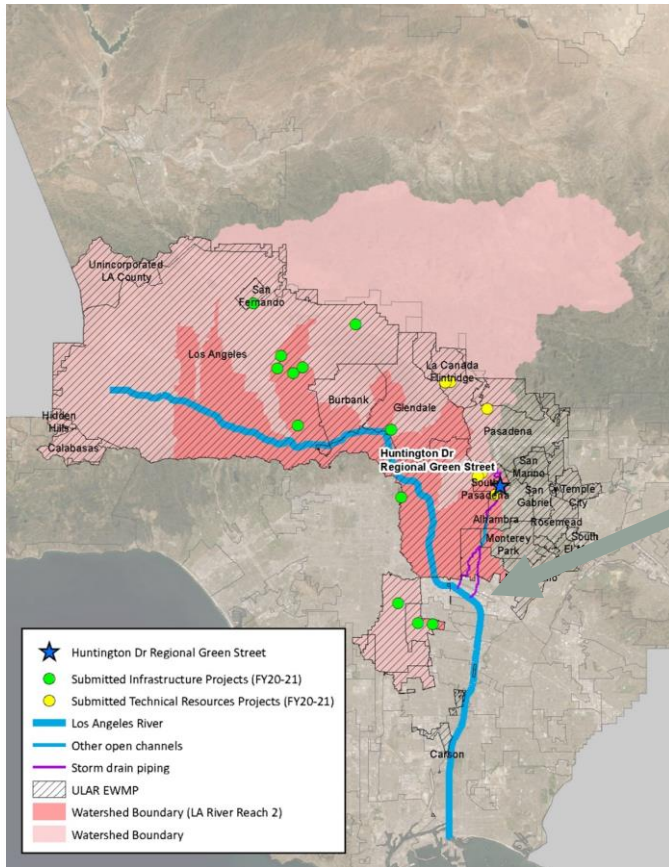 Unincorporated
LA County
San
Fernando
Los Angeles
La Canada
Flintridge
Burbank
Glendale
Pasadena
Hidden
Hills
Calabasas
Huntington Dr
Regional Green Street
San
Marino
South
Pasadena
San
Gabriel
Temple
City
Alhambra
Rosemead
Monterey
Park
South
Carson
Huntington Dr Regional Green Street
Submitted Infrastructure Projects (FY20-21)
Submitted Technical Resources Projects (FY20-21)
Los Angeles River
Other open channels
Storm drain piping
ULAR EWMP
Watershed Boundary (LA River Reach 2)
Watershed Boundary